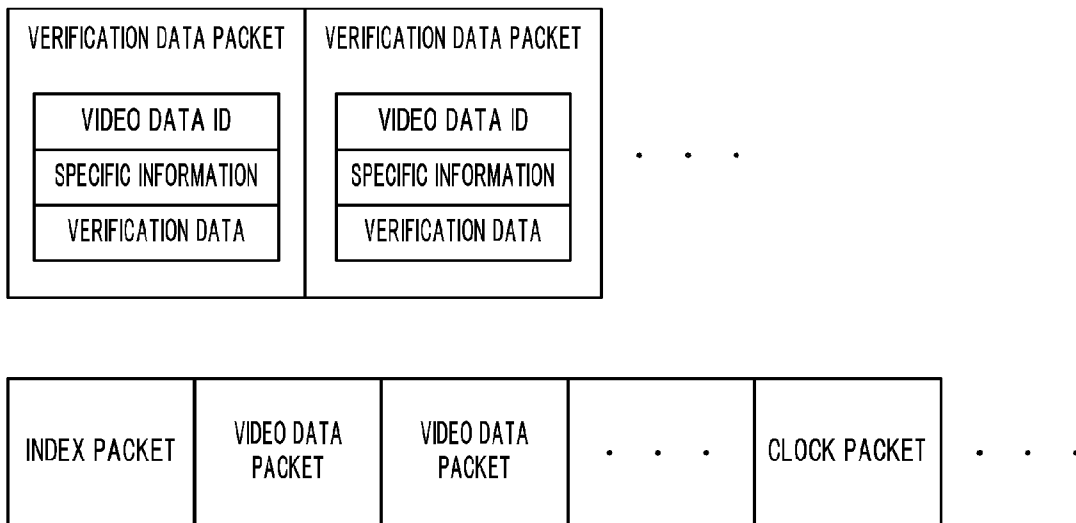 VERIFICATION DATA PACKET
VIDEO DATA ID
SPECIFIC INFORMATION
VERIFICATION DATA
VERIFICATION DATA PACKET
VIDEO DATA ID
SPECIFIC INFORMATION
VERIFICATION DATA
. . .
INDEX PACKET
VIDEO DATA
PACKET
VIDEO DATA
PACKET
. . .
CLOCK PACKET
. . .